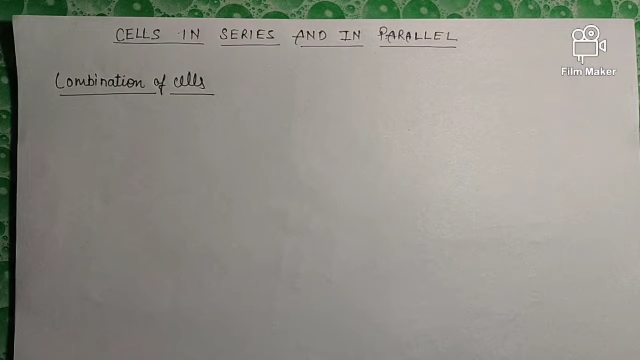 CELLS IN SERIES AND IN PARALLEL
Combination of cells
Film Maker